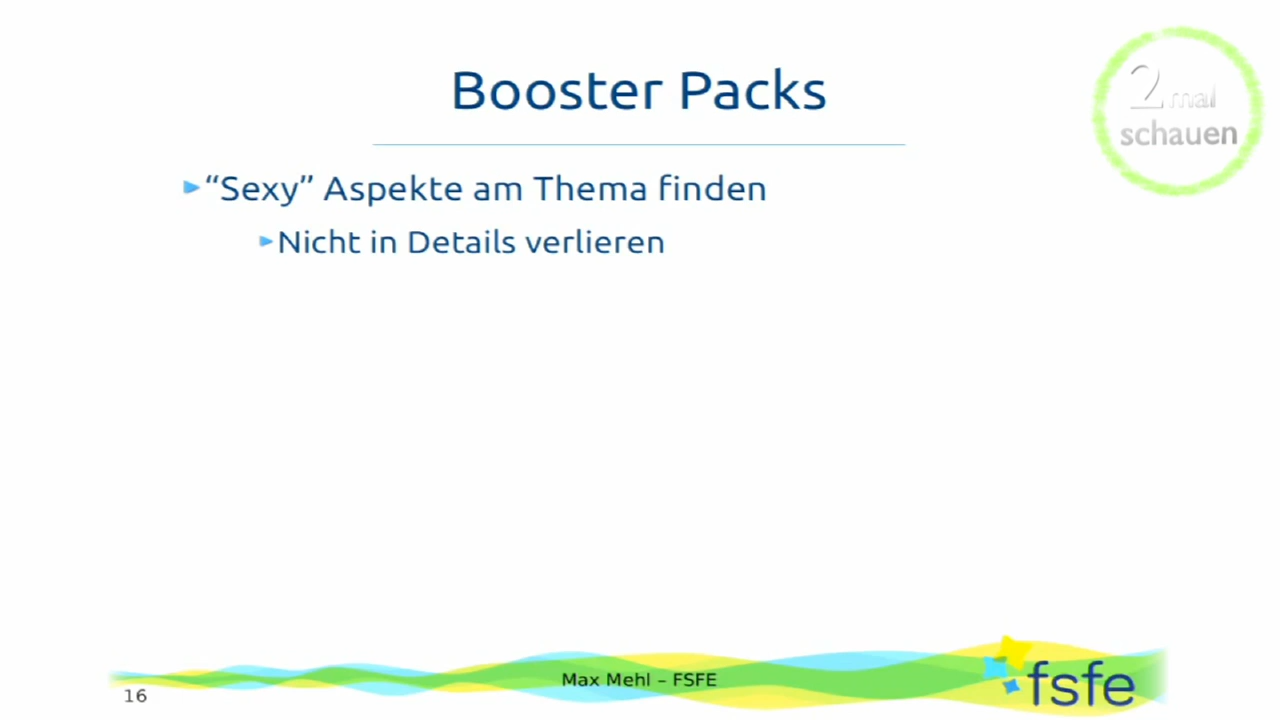 Booster Packs
2 mal
schauen
“Sexy” Aspekte am Thema finden
Nicht in Details verlieren
Max Mehl – FSFE
16
fsfe